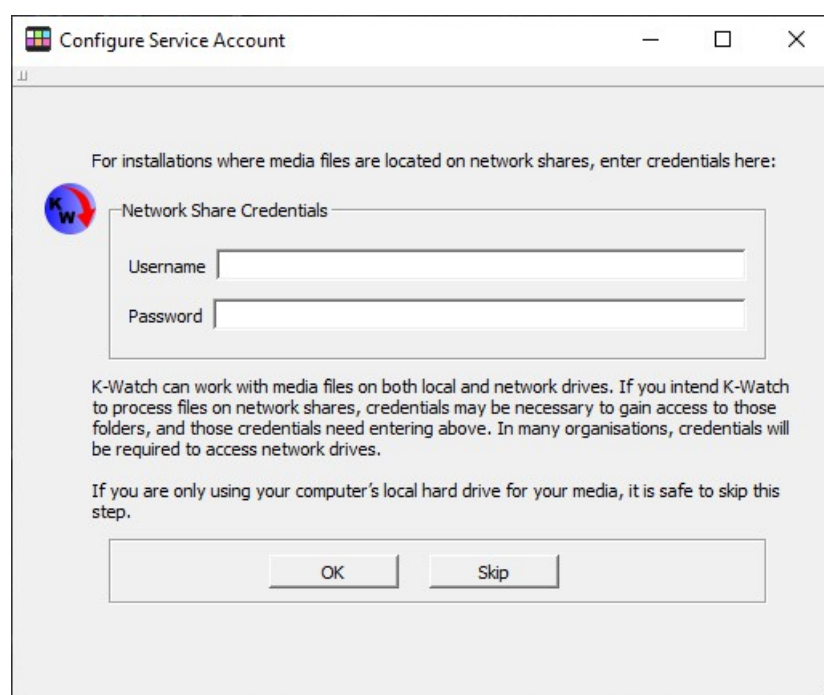 Configure Service Account
For installations where media files are located on network shares, enter credentials here:
K
W
Network Share Credentials
Username
Password
K-Watch can work with media files on both local and network drives. If you intend K-Watch
to process files on network shares, credentials may be necessary to gain access to those
folders, and those credentials need entering above. In many organisations, credentials will
be required to access network drives.
If you are only using your computer’s local hard drive for your media, it is safe to skip this
step.
OK Skip